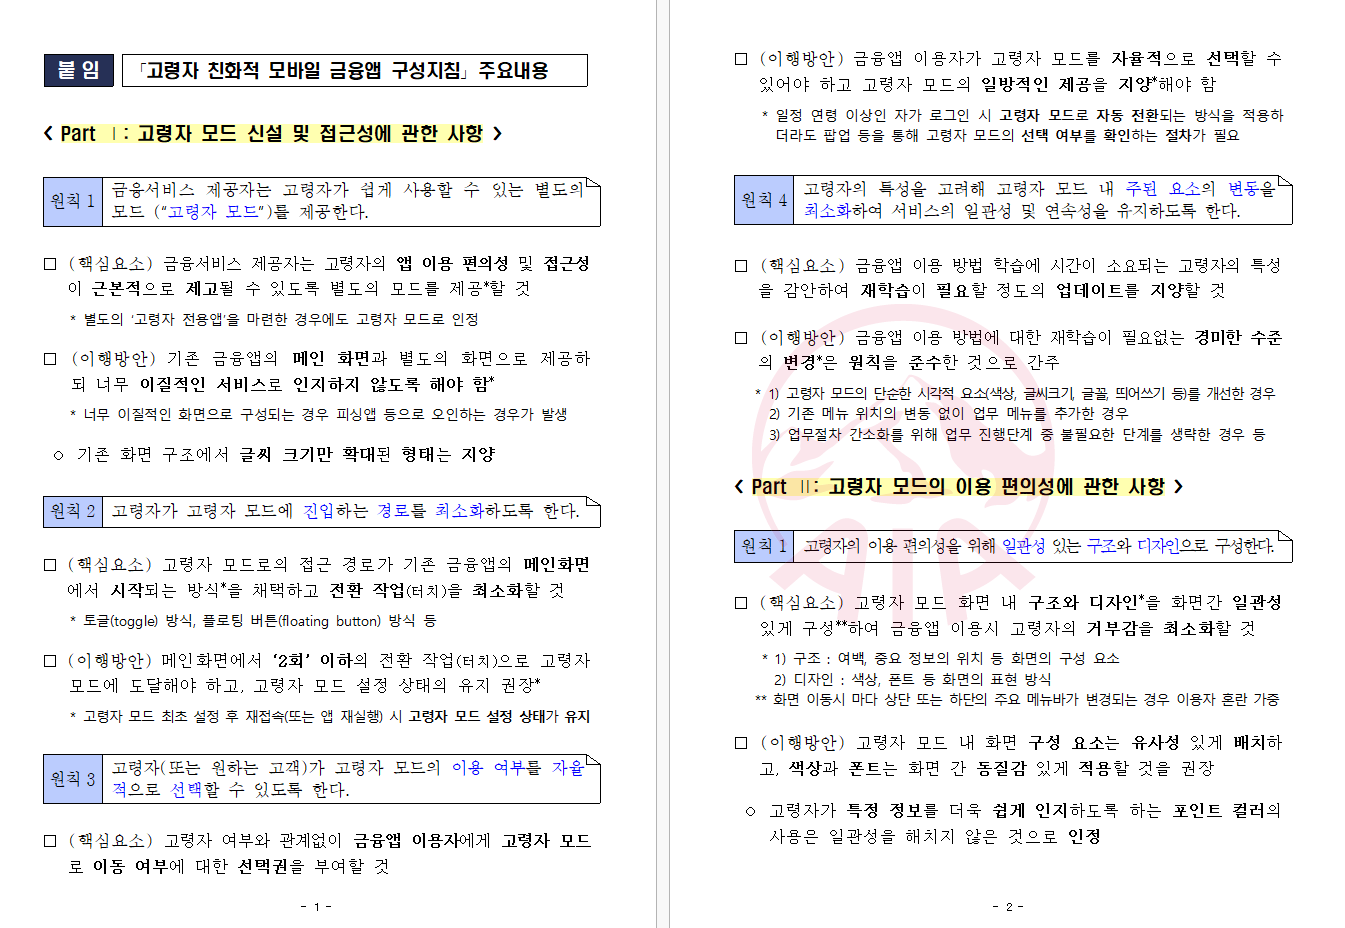 붙 임
「고령자 친화적 모바일 금융앱 구성지침」 주요내용
< Part Ⅰ: 고령자 모드 신설 및 접근성에 관한 사항 >
원칙 1
금융서비스 제공자는 고령자가 쉽게 사용할 수 있는 별도의
모드 (“고령자 모드”)를 제공한다.
□ (핵심요소) 금융서비스 제공자는 고령자의 앱 이용 편의성 및 접근성
이 근본적으로 제고될 수 있도록 별도의 모드를 제공*할 것
* 별도의 ‘고령자 전용앱’을 마련한 경우에도 고령자 모드로 인정
□ (이행방안) 기존 금융앱의 메인 화면과 별도의 화면으로 제공하
되 너무 이질적인 서비스로 인지하지 않도록 해야 함*
* 너무 이질적인 화면으로 구성되는 경우 피싱앱 등으로 오인하는 경우가 발생
○ 기존 화면 구조에서 글씨 크기만 확대된 형태는 지양
원칙 2
고령자가 고령자 모드에 진입하는 경로를 최소화하도록 한다.
□ (핵심요소) 고령자 모드로의 접근 경로가 기존 금융앱의 메인화면
에서 시작되는 방식*을 채택하고 전환 작업(터치)을 최소화할 것
* 토글(toggle) 방식, 플로팅 버튼(floating button) 방식 등
□ (이행방안) 메인화면에서 ‘2회’ 이하의 전환 작업(터치)으로 고령자
모드에 도달해야 하고, 고령자 모드 설정 상태의 유지 권장*
* 고령자 모드 최초 설정 후 재접속(또는 앱 재실행) 시 고령자 모드 설정 상태가 유지
원칙 3
고령자(또는 원하는 고객)가 고령자 모드의 이용 여부를 자율
적으로 선택할 수 있도록 한다.
□ (핵심요소) 고령자 여부와 관계없이 금융앱 이용자에게 고령자 모드
로 이동 여부에 대한 선택권을 부여할 것
- 1 -
□ (이행방안) 금융앱 이용자가 고령자 모드를 자율적으로 선택할 수
있어야 하고 고령자 모드의 일방적인 제공을 지양*해야 함
* 일정 연령 이상인 자가 로그인 시 고령자 모드로 자동 전환되는 방식을 적용하
더라도 팝업 등을 통해 고령자 모드의 선택 여부를 확인하는 절차가 필요
원칙 4
고령자의 특성을 고려해 고령자 모드 내 주된 요소의 변동을
최소화하여 서비스의 일관성 및 연속성을 유지하도록 한다.
□ (핵심요소) 금융앱 이용 방법 학습에 시간이 소요되는 고령자의 특성
을 감안하여 재학습이 필요할 정도의 업데이트를 지양할 것
□ (이행방안) 금융앱 이용 방법에 대한 재학습이 필요없는 경미한 수준
의 변경*은 원칙을 준수한 것으로 간주
* 1) 고령자 모드의 단순한 시각적 요소(색상, 글씨크기, 글꼴, 띄어쓰기 등)를 개선한 경우
2) 기존 메뉴 위치의 변동 없이 업무 메뉴를 추가한 경우
3) 업무절차 간소화를 위해 업무 진행단계 중 불필요한 단계를 생략한 경우 등
< Part Ⅱ: 고령자 모드의 이용 편의성에 관한 사항 >
원칙 1
고령자의 이용 편의성을 위해 일관성 있는 구조와 디자인으로 구성한다.
□ (핵심요소) 고령자 모드 화면 내 구조와 디자인*을 화면간 일관성
있게 구성**하여 금융앱 이용시 고령자의 거부감을 최소화할 것
* 1) 구조 : 여백, 중요 정보의 위치 등 화면의 구성 요소
2) 디자인 : 색상, 폰트 등 화면의 표현 방식
** 화면 이동시 마다 상단 또는 하단의 주요 메뉴바가 변경되는 경우 이용자 혼란 가중
□ (이행방안) 고령자 모드 내 화면 구성 요소는 유사성 있게 배치하
고, 색상과 폰트는 화면 간 동질감 있게 적용할 것을 권장
○ 고령자가 특정 정보를 더욱 쉽게 인지하도록 하는 포인트 컬러의
사용은 일관성을 해치지 않은 것으로 인정
- 2 -